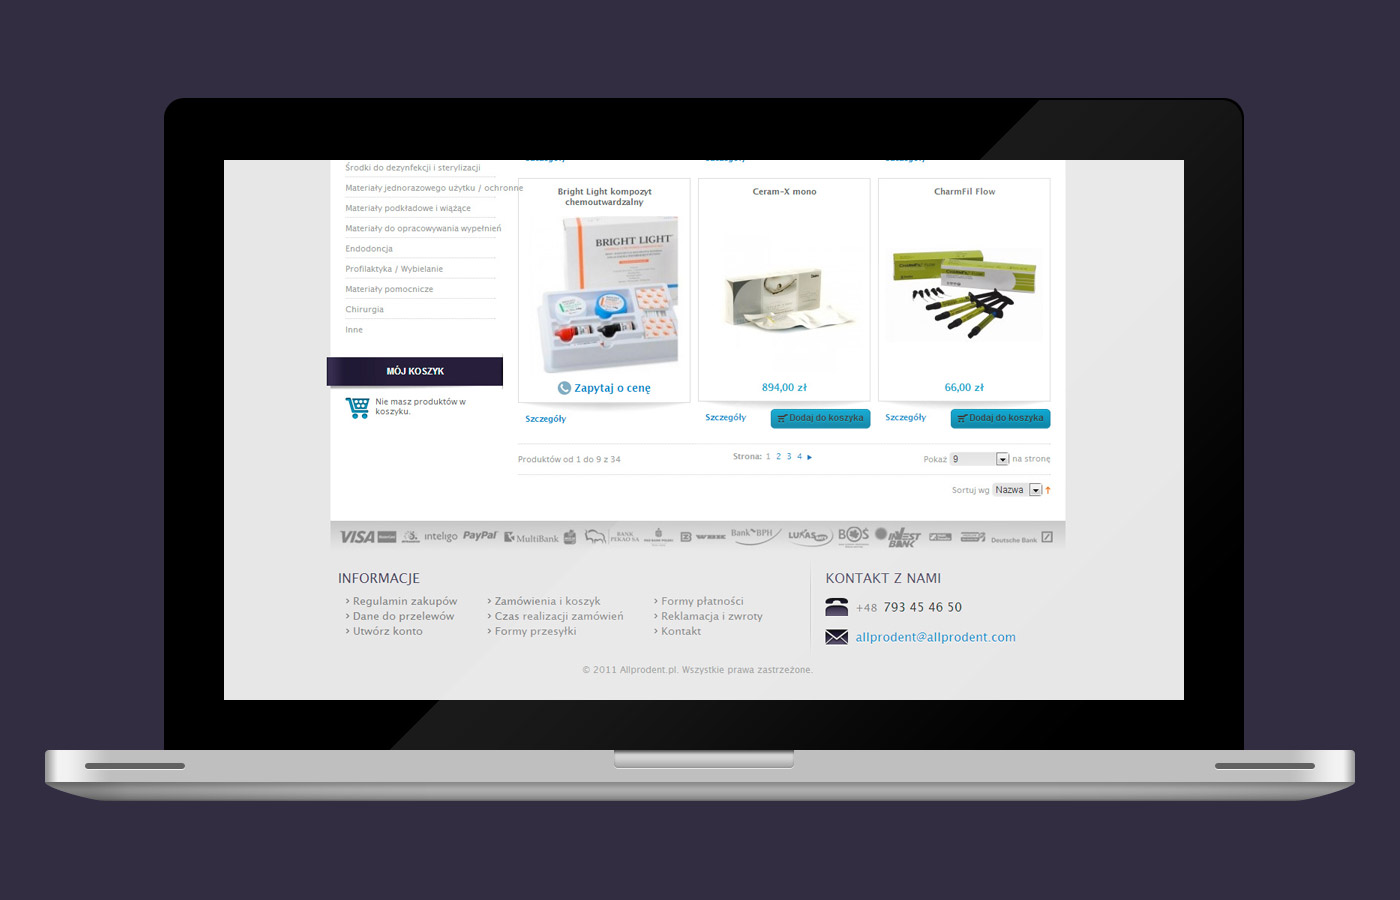 Środki do dezynfekcji i sterylizacji
Materiały jednorazowego użytku / ochronne
Materiały podkładowe i wiążące
Materiały do opracowywania wypełnień
Endodoncja
Profilaktyka / Wybielanie
Materiały pomocnicze
Chirurgia
Inne
MÓJ KOSZYK
Nie masz produktów w
koszyku.
Bright Light kompozyt
chemoutwardzalny
BRIGHT LIGHT
Zapytaj o cenę
Szczegóły
Ceram-X mono
894,00 zł
Szczegóły
Dodaj do koszyka
CharmFil Flow
66,00 zł
Szczegóły
Dodaj do koszyka
Produktów od 1 do 9 z 34
Strona: 1 2 3 4
Pokaż 9 na stronę
Sortuj wg Nazwa
VISA inteligo PayPal MultiBank BANK PEKAO SA WBK Bank BPH LUKAS BOŚ INVEST BANK Deutsche Bank
INFORMACJE
› Regulamin zakupów
› Dane do przelewów
› Utwórz konto
› Zamówienia i koszyk
› Czas realizacji zamówień
› Formy przesyłki
› Formy płatności
› Reklamacja i zwroty
› Kontakt
KONTAKT Z NAMI
+48 793 45 46 50
allprodent@allprodent.com
© 2011 Allprodent.pl. Wszystkie prawa zastrzeżone.